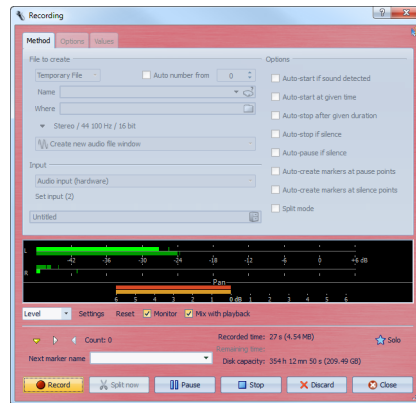 Recording
Method Options Values
File to create
Temporary File Auto number from 0
Name
Where
Stereo / 44 100 Hz / 16 bit
Create new audio file window
Input
Audio input (hardware)
Set input (2)
Untitled
Options
Auto-start if sound detected
Auto-start at given time
Auto-stop after given duration
Auto-stop if silence
Auto-pause if silence
Auto-create markers at pause points
Auto-create markers at silence points
Split mode
L
-42 -36 -30 -24 -18 -12 -6 0 +6 dB
R
Pan
6 5 4 3 2 1 0 dB 1 2 3 4 5 6
Level Settings Reset Monitor Mix with playback
Count: 0 Recorded time: 27 s (4.54 MB) Solo
Remaining time:
Next marker name Disk capacity: 354 h 12 mn 50 s (209.49 GB)
Record Split now Pause Stop Discard Close